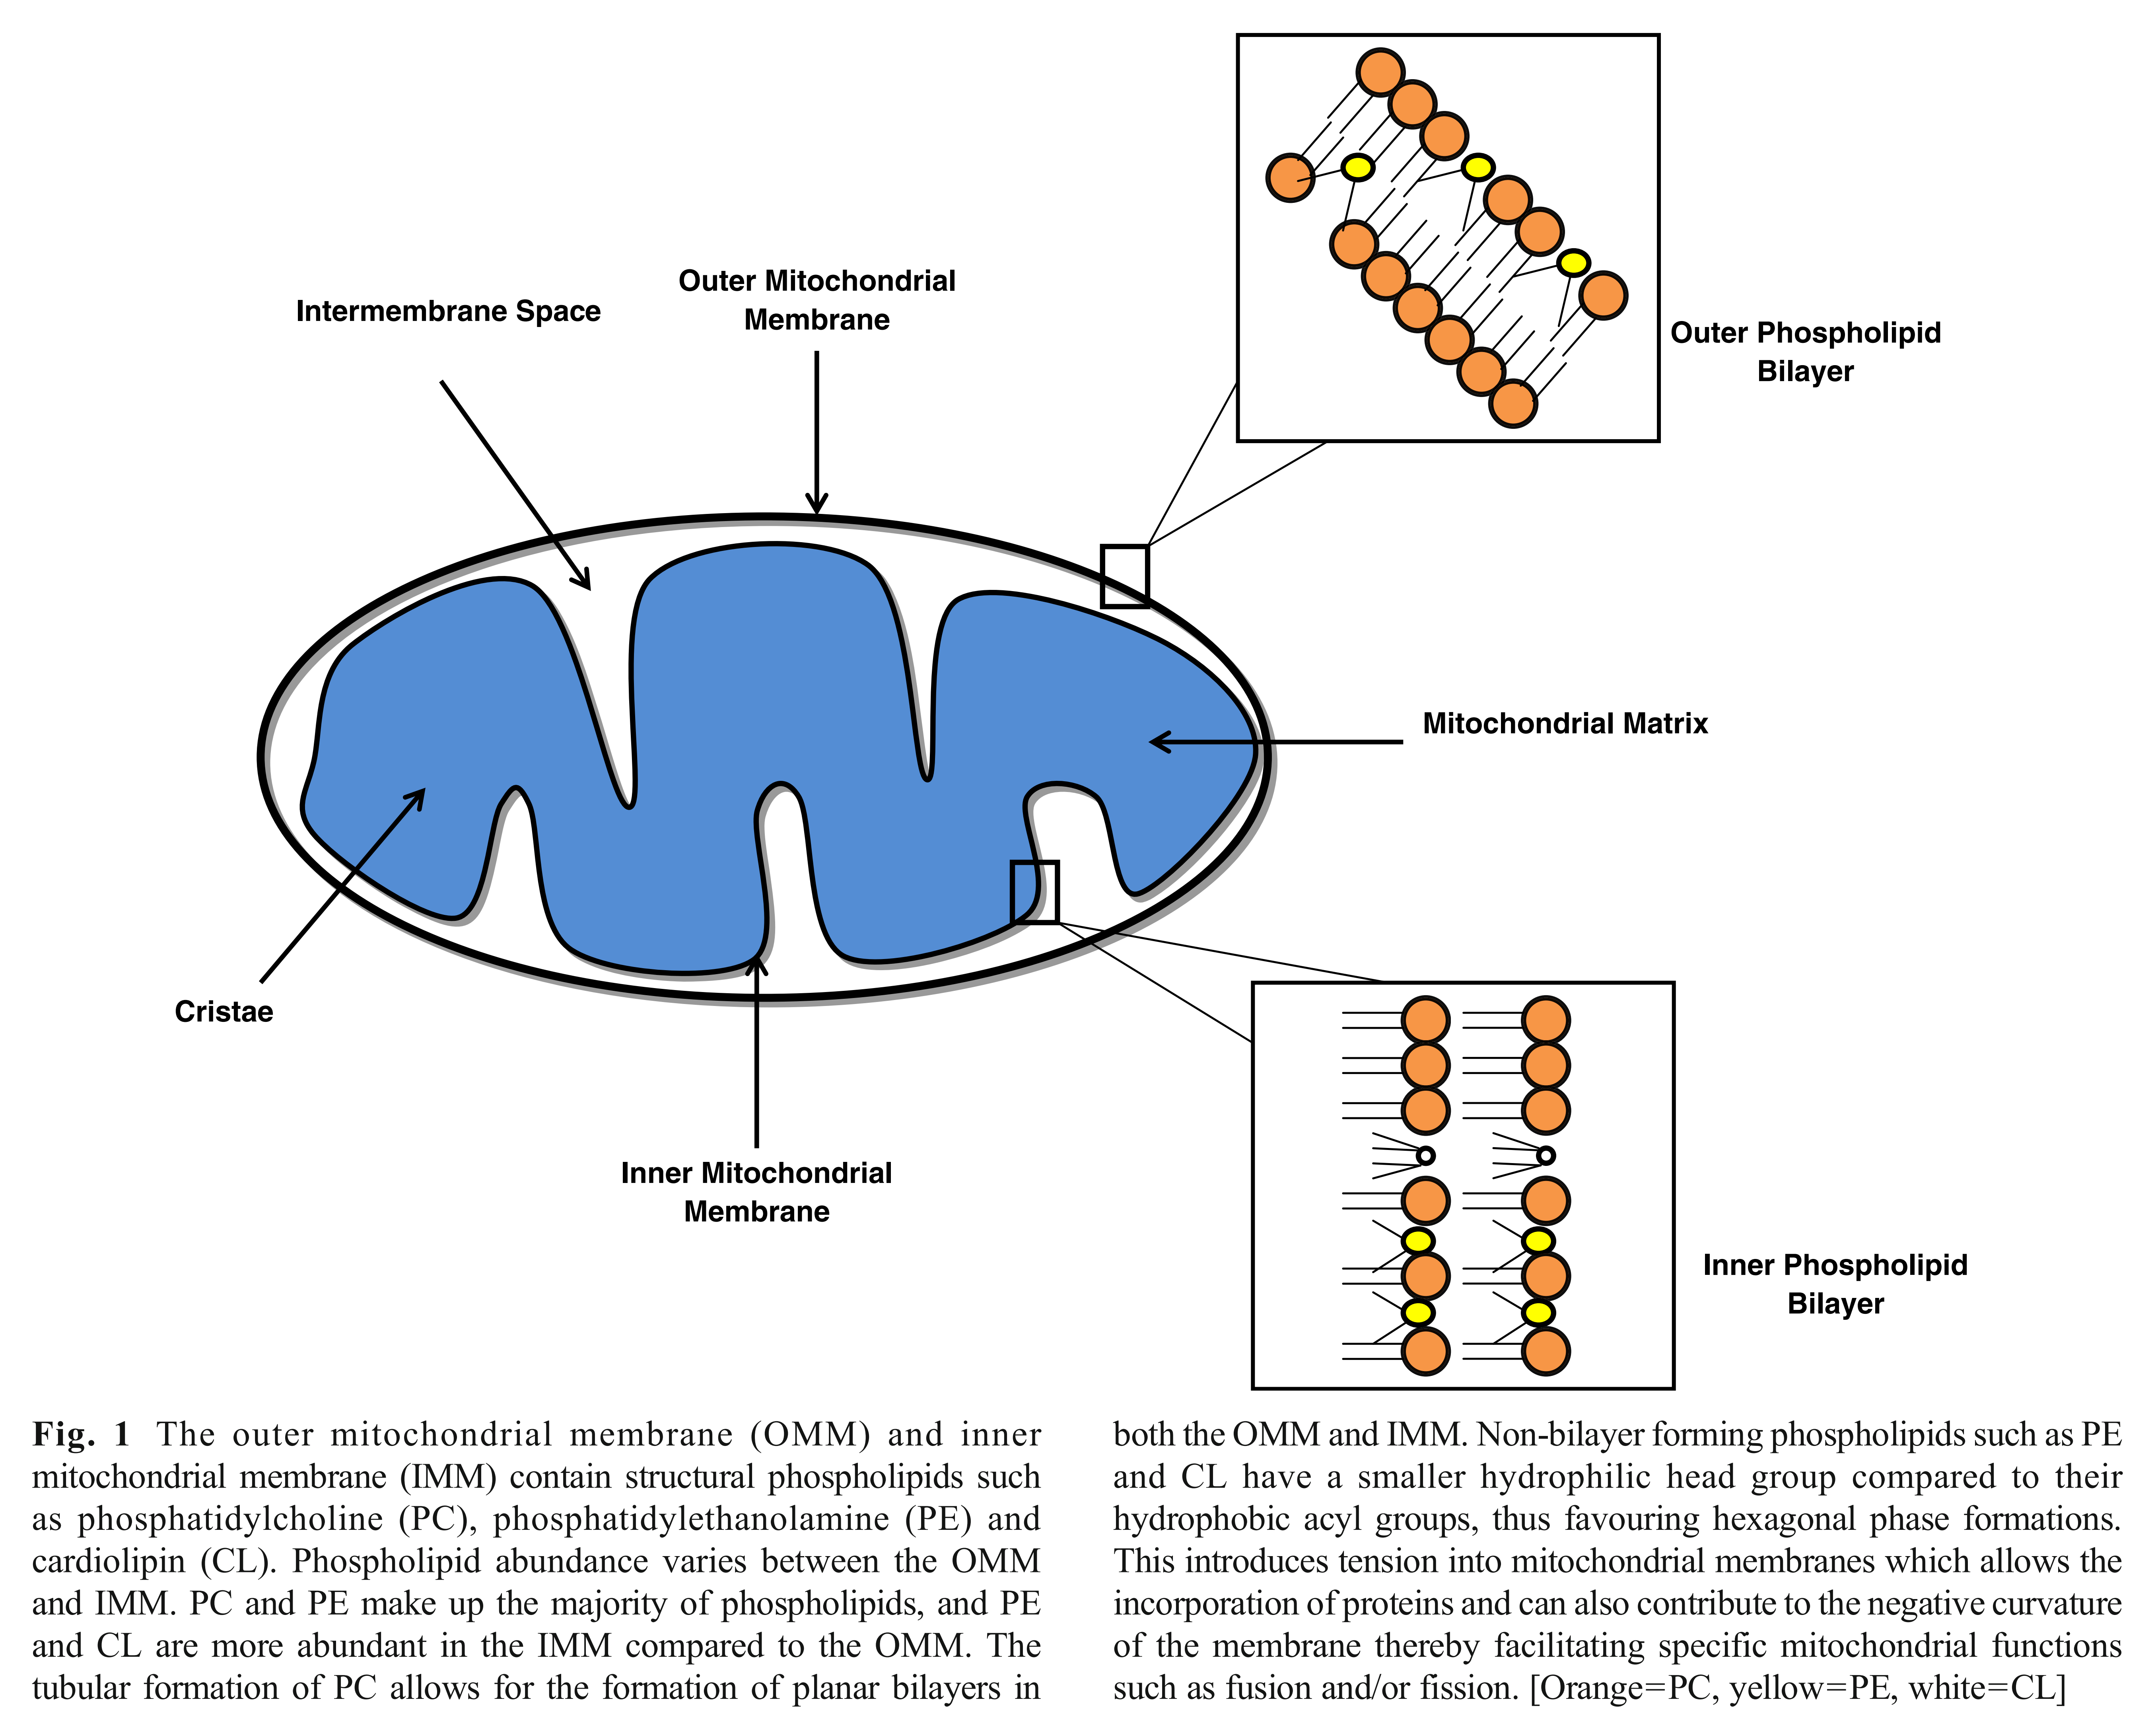 Intermembrane Space
Outer Mitochondrial
Membrane
Outer Phospholipid
Bilayer
Mitochondrial Matrix
Cristae
Inner Mitochondrial
Membrane
Inner Phospholipid
Bilayer
Fig. 1 The outer mitochondrial membrane (OMM) and inner
mitochondrial membrane (IMM) contain structural phospholipids such
as phosphatidylcholine (PC), phosphatidylethanolamine (PE) and
cardiolipin (CL). Phospholipid abundance varies between the OMM
and IMM. PC and PE make up the majority of phospholipids, and PE
and CL are more abundant in the IMM compared to the OMM. The
tubular formation of PC allows for the formation of planar bilayers in
both the OMM and IMM. Non-bilayer forming phospholipids such as PE
and CL have a smaller hydrophilic head group compared to their
hydrophobic acyl groups, thus favouring hexagonal phase formations.
This introduces tension into mitochondrial membranes which allows the
incorporation of proteins and can also contribute to the negative curvature
of the membrane thereby facilitating specific mitochondrial functions
such as fusion and/or fission. [Orange=PC, yellow=PE, white=CL]